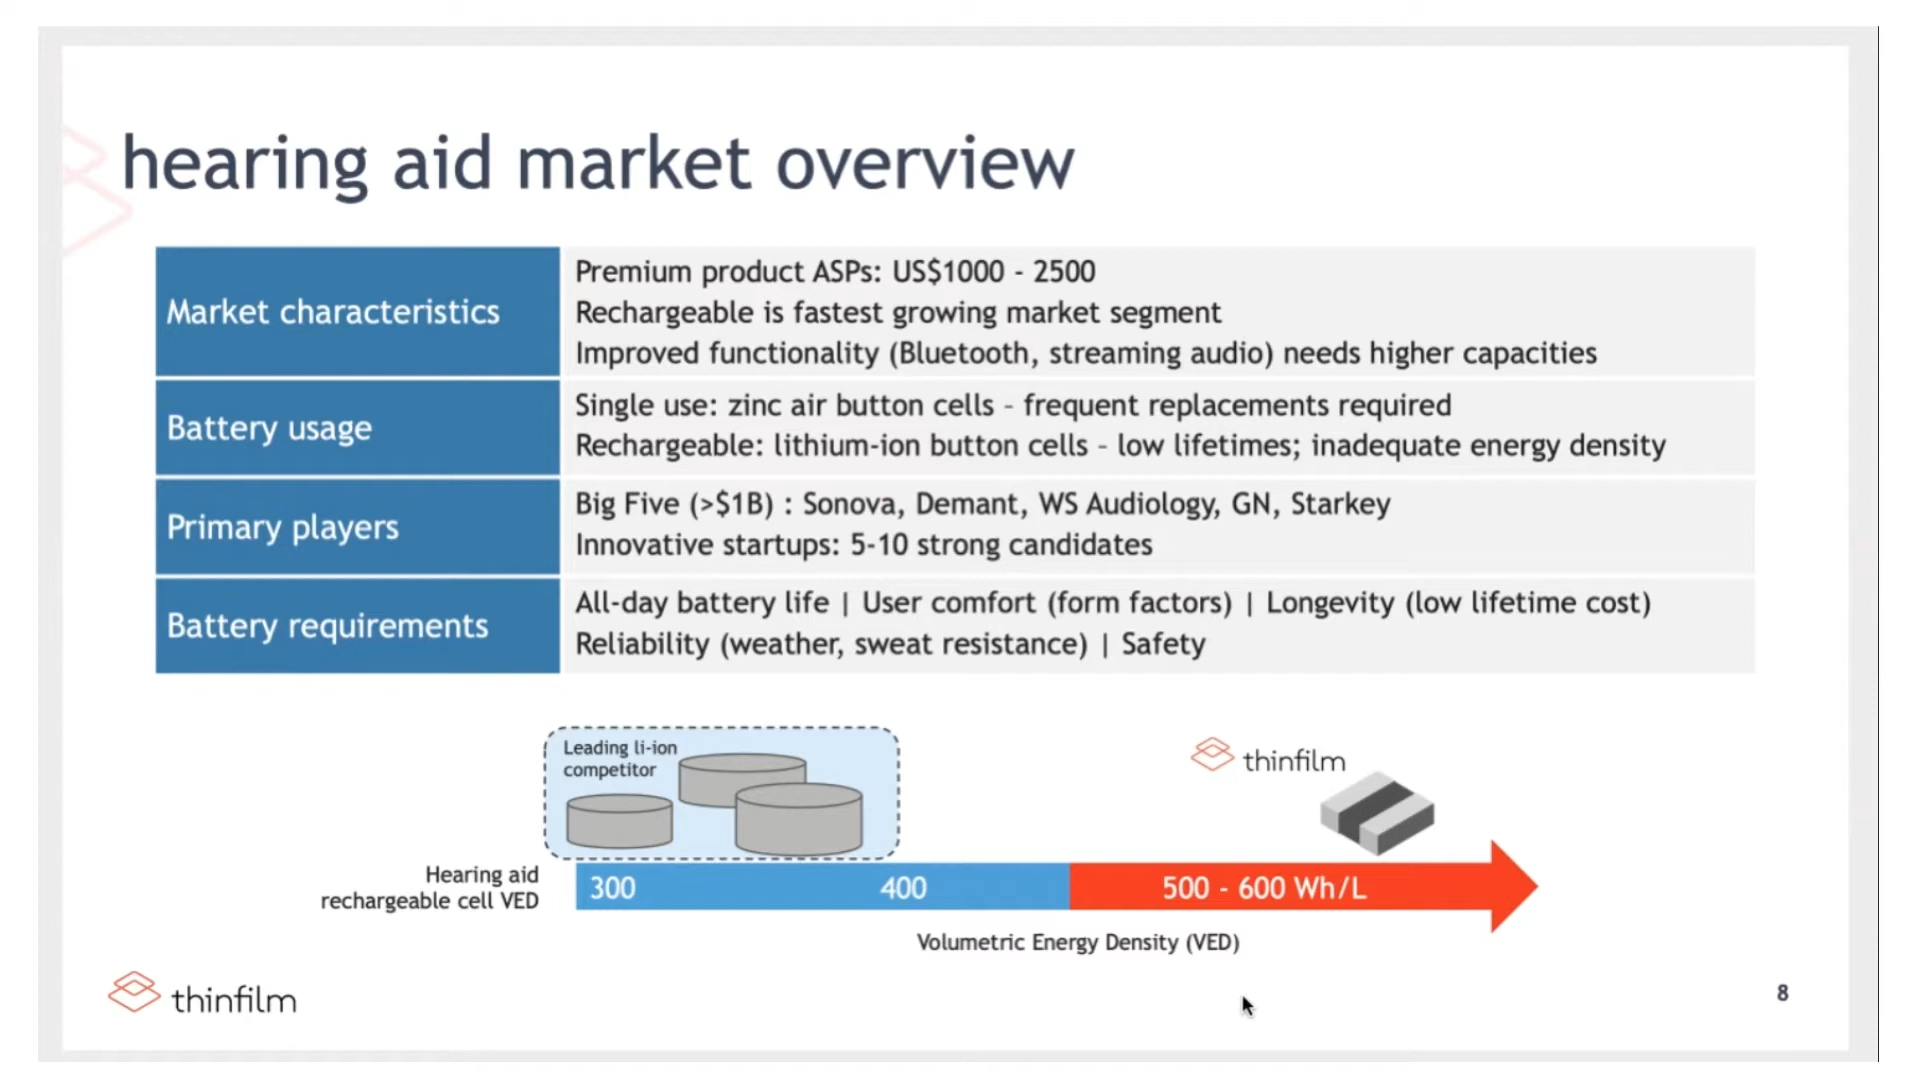 hearing aid market overview
Market characteristics
Premium product ASPs: US$1000 - 2500
Rechargeable is fastest growing market segment
Improved functionality (Bluetooth, streaming audio) needs higher capacities
Battery usage
Single use: zinc air button cells – frequent replacements required
Rechargeable: lithium-ion button cells – low lifetimes; inadequate energy density
Primary players
Big Five (>$1B) : Sonova, Demant, WS Audiology, GN, Starkey
Innovative startups: 5-10 strong candidates
Battery requirements
All-day battery life | User comfort (form factors) | Longevity (low lifetime cost)
Reliability (weather, sweat resistance) | Safety
Leading li-ion
competitor
thinfilm
Hearing aid
rechargeable cell VED
300 400 500 - 600 Wh/L
Volumetric Energy Density (VED)
thinfilm
8